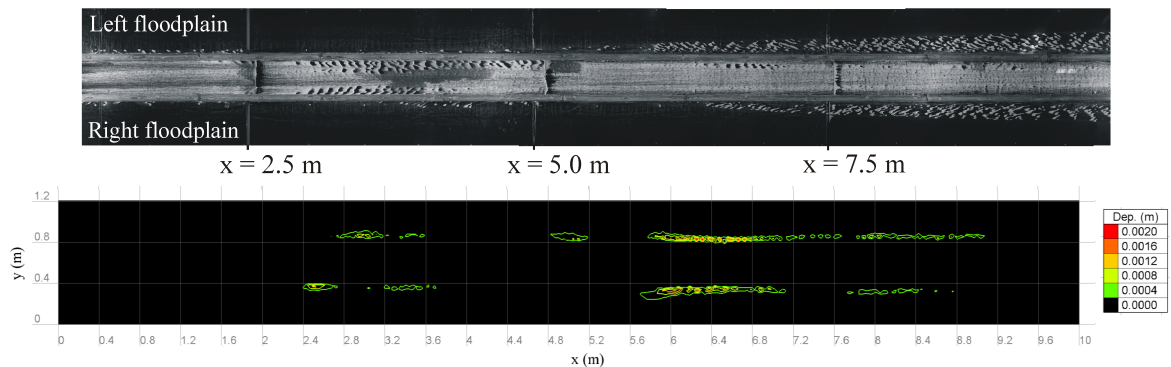 Left floodplain
Right floodplain
x = 2.5 m
x = 5.0 m
x = 7.5 m
1.2
0.8
0.4
0
y (m)
0 0.4 0.8 1.2 1.6 2 2.4 2.8 3.2 3.6 4 4.4 4.8 5.2 5.6 6 6.4 6.8 7.2 7.6 8 8.4 8.8 9.2 9.6 10
x (m)
Dep. (m)
0.0020
0.0016
0.0012
0.0008
0.0004
0.0000